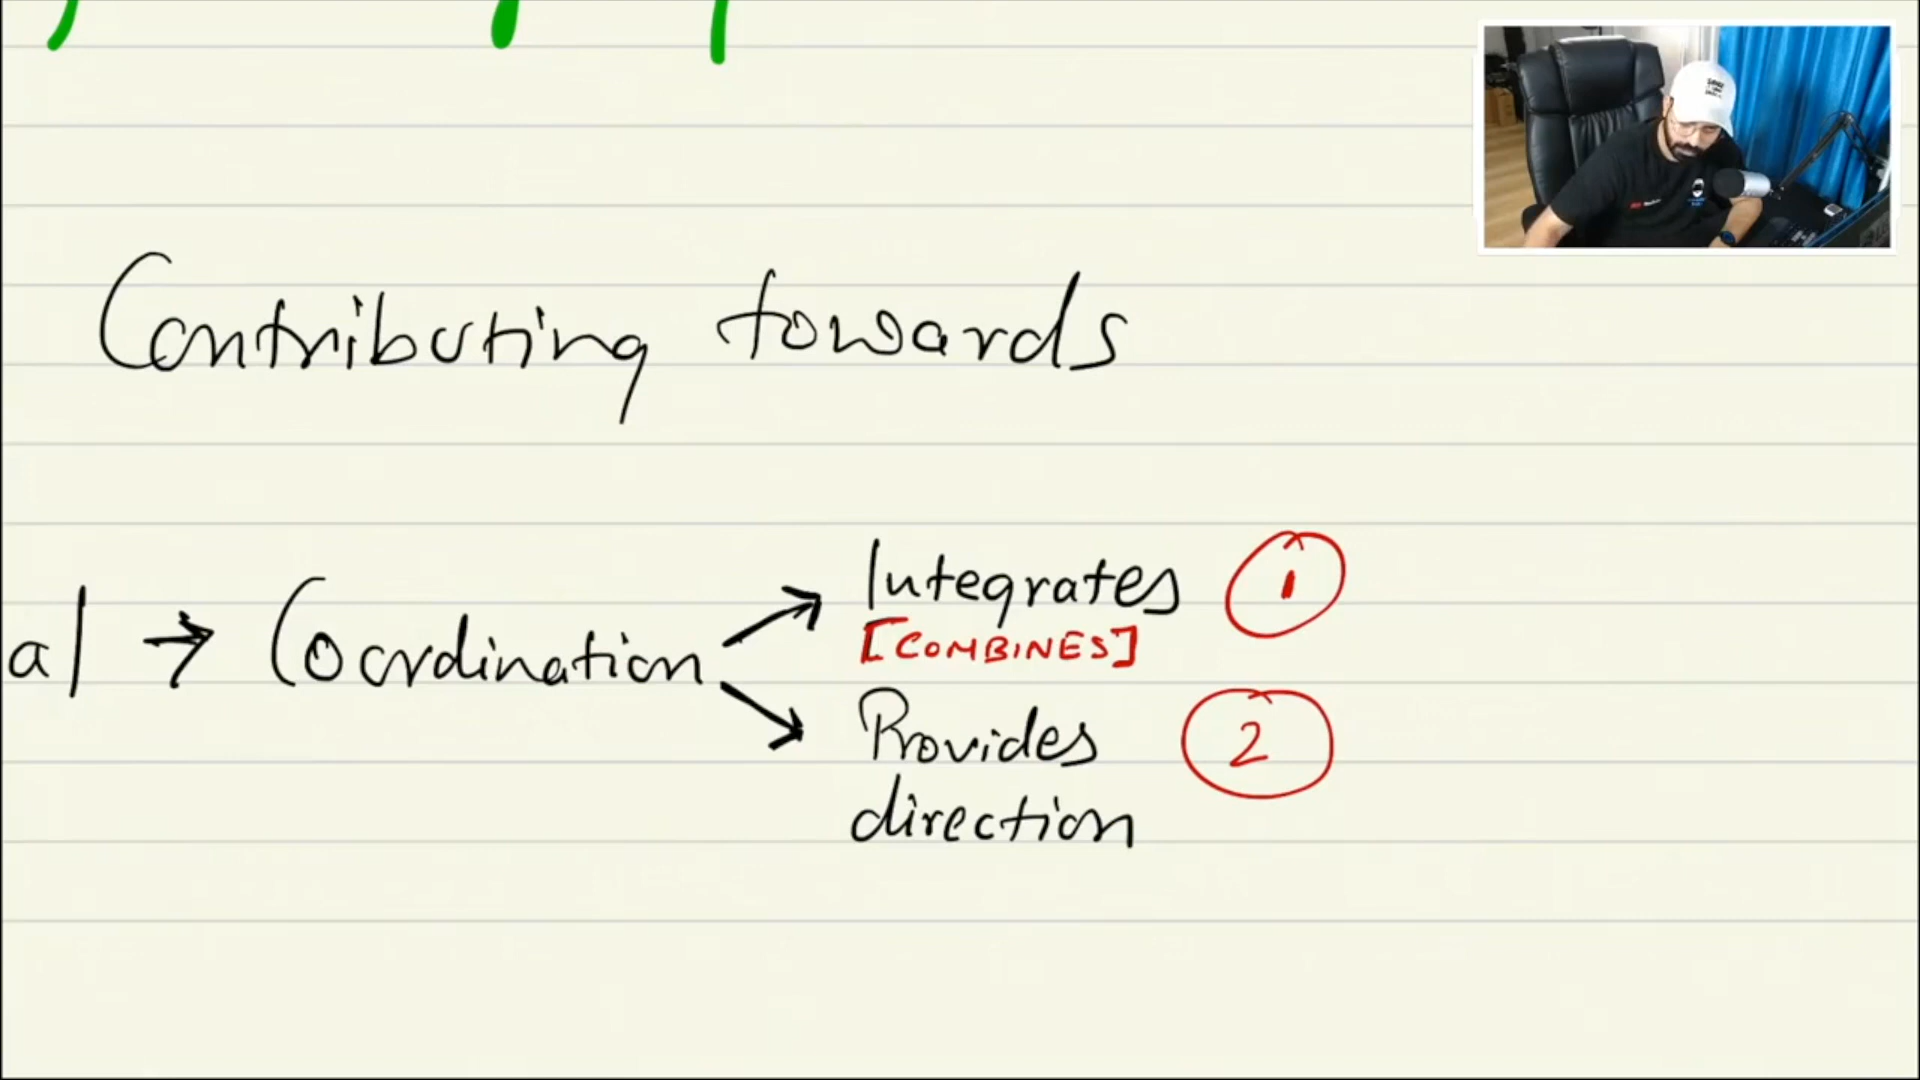 Contributing towards
al → Coordination
Integrates 1
[COMBINES]
Provides 2
direction